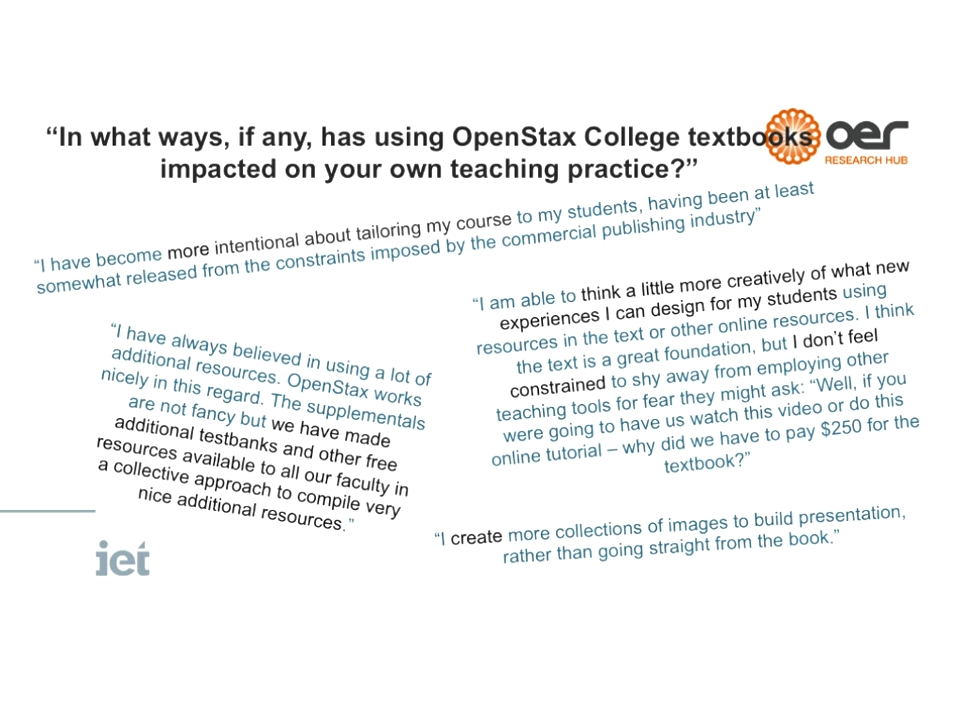 “In what ways, if any, has using OpenStax College textbooks
impacted on your own teaching practice?”
oer
RESEARCH HUB
“I have become more intentional about tailoring my course to my students, having been at least
somewhat released from the constraints imposed by the commercial publishing industry”
“I have always believed in using a lot of
additional resources. OpenStax works
nicely in this regard. The supplementals
are not fancy but we have made
additional testbanks and other free
resources available to all our faculty in
a collective approach to compile very
nice additional resources.”
“I am able to think a little more creatively of what new
experiences I can design for my students using
resources in the text or other online resources. I think
the text is a great foundation, but I don’t feel
constrained to shy away from employing other
teaching tools for fear they might ask: “Well, if you
were going to have us watch this video or do this
online tutorial – why did we have to pay $250 for the
textbook?”
“I create more collections of images to build presentation,
rather than going straight from the book.”
iet